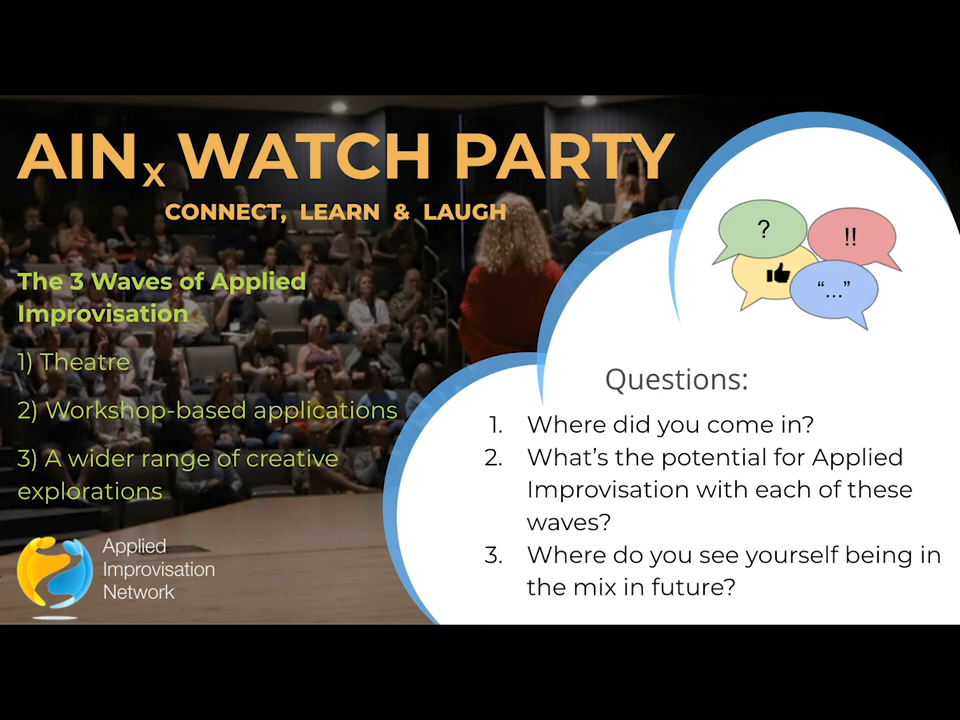 AINx WATCH PARTY
CONNECT, LEARN & LAUGH
The 3 Waves of Applied
Improvisation
1) Theatre
2) Workshop-based applications
3) A wider range of creative
explorations
Applied
Improvisation
Network
?
!!
“...”
Questions:
1. Where did you come in?
2. What’s the potential for Applied
Improvisation with each of these
waves?
3. Where do you see yourself being in
the mix in future?